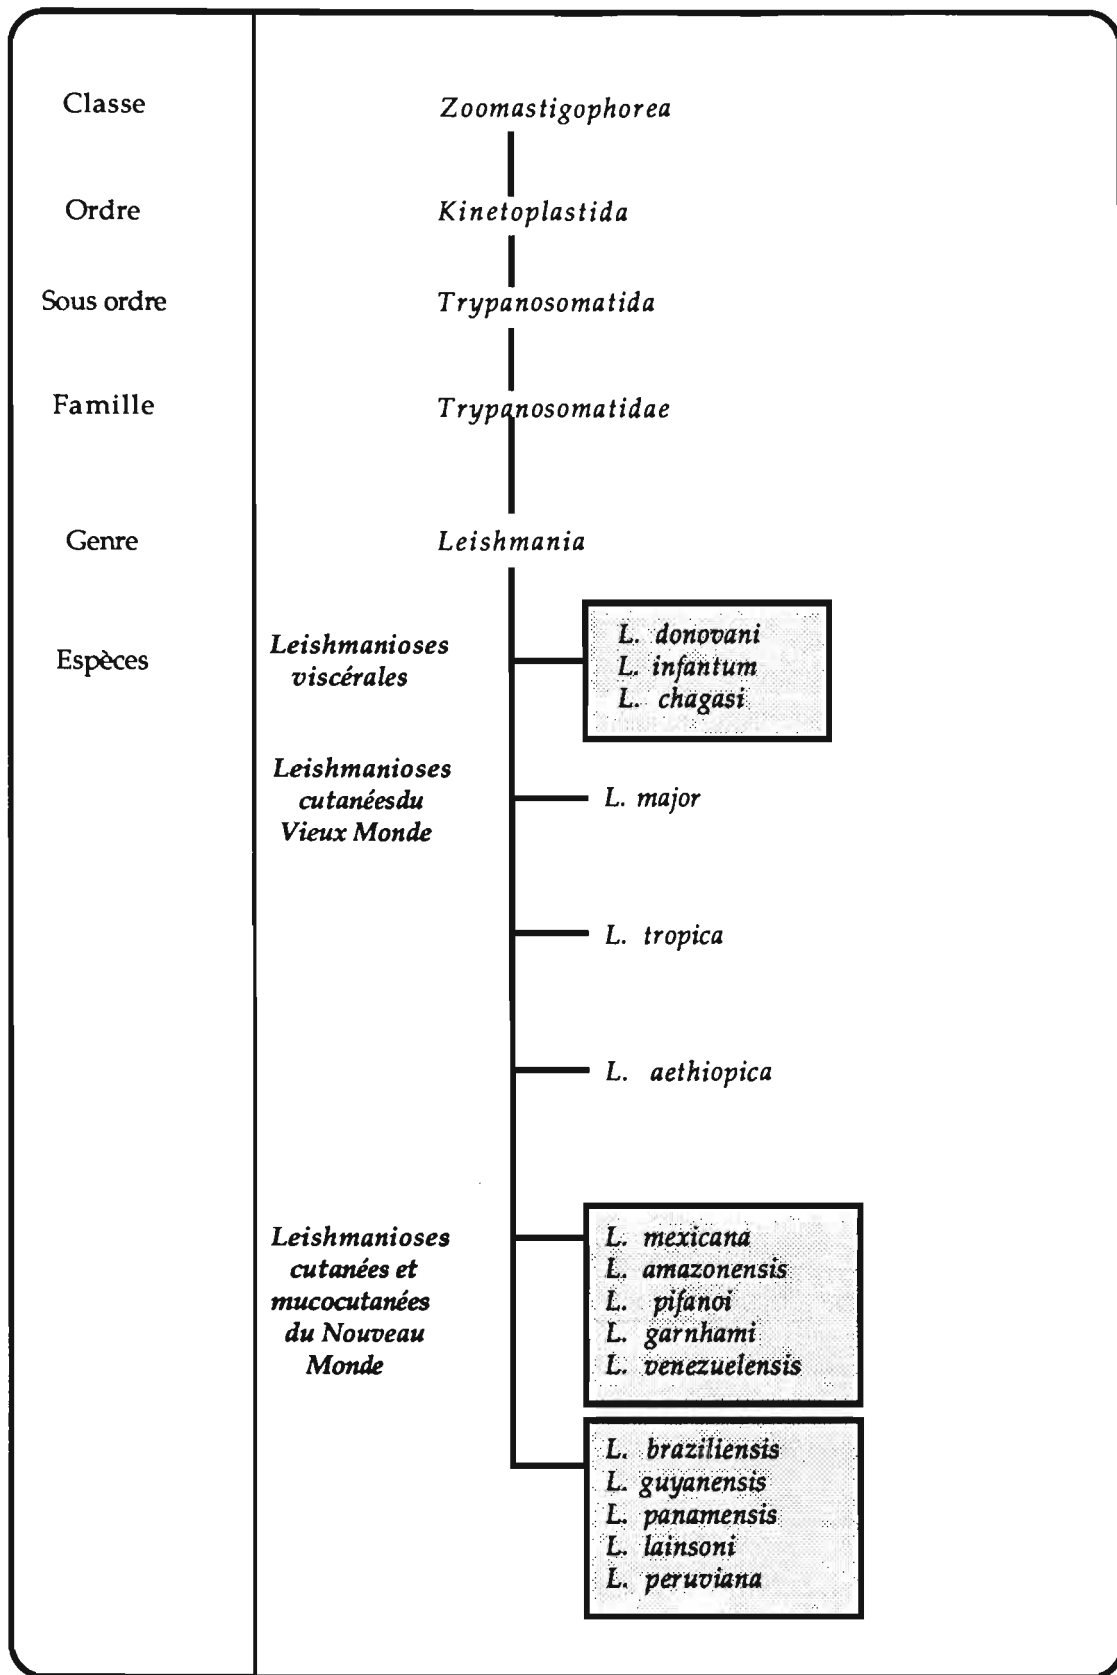 Classe
Zoomastigophorea
Ordre
Kinetoplastida
Sous ordre
Trypanosomatida
Famille
Trypanosomatidae
Genre
Leishmania
Espèces
Leishmanioses
viscérales
L. donovani
L. infantum
L. chagasi
Leishmanioses
cutanéesdu
Vieux Monde
L. major
L. tropica
L. aethiopica
Leishmanioses
cutanées et
mucocutanées
du Nouveau
Monde
L. mexicana
L. amazonensis
L. pifanoi
L. garnhami
L. venezuelensis
L. braziliensis
L. guyanensis
L. panamensis
L. lainsoni
L. peruviana